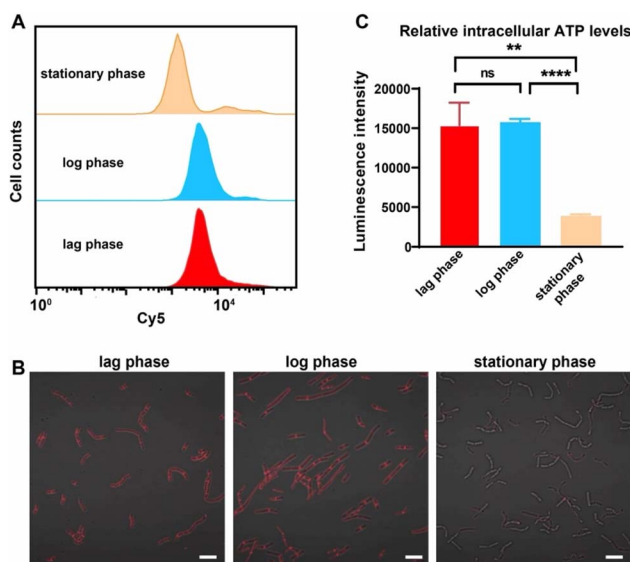 A
stationary phase
log phase
lag phase
Cell counts
10⁰
10⁴
Cy5
C
Relative intracellular ATP levels
**
ns
****
20000
15000
10000
5000
0
Luminescence intensity
lag phase
log phase
stationary
phase
B
lag phase
log phase
stationary phase